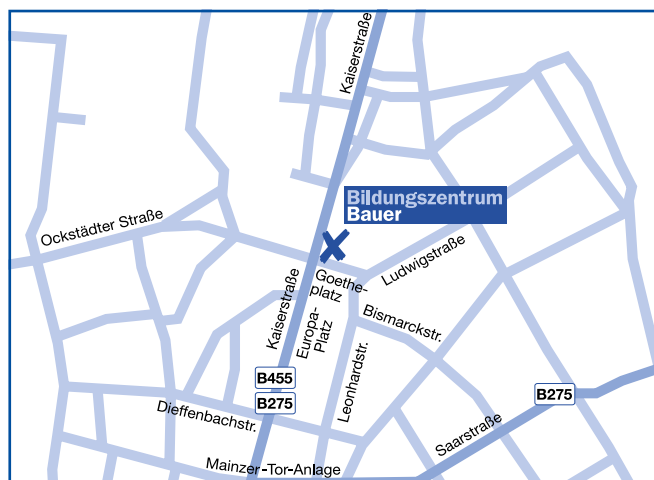 Kaiserstraße
Bildungszentrum
Bauer
Ockstädter Straße
Ludwigstraße
Goethe-
platz
Kaiserstraße
Europa-
Platz
Bismarckstr.
Leonhardstr.
B455
B275
B275
Dieffenbachstr.
Saarstraße
Mainzer-Tor-Anlage